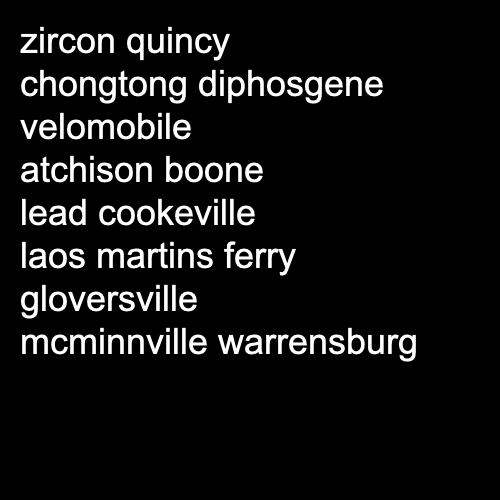 zircon quincy
chongtong diphosgene
velomobile
atchison boone
lead cookeville
laos martins ferry
gloversville
mcminnville warrensburg